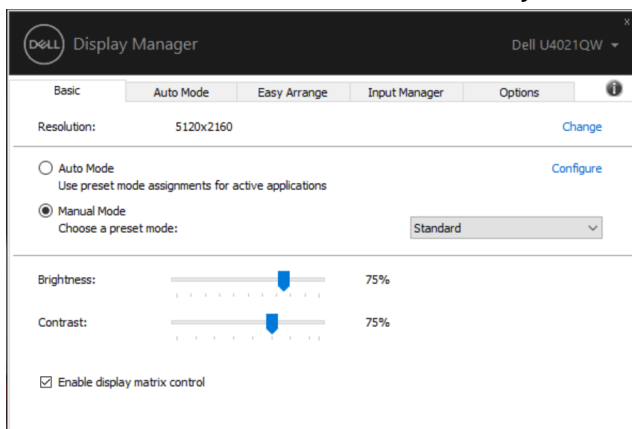 x
DELL Display Manager Dell U4021QW
Basic Auto Mode Easy Arrange Input Manager Options i
Resolution: 5120x2160 Change
Auto Mode Configure
Use preset mode assignments for active applications
Manual Mode
Choose a preset mode: Standard
Brightness: 75%
Contrast: 75%
Enable display matrix control